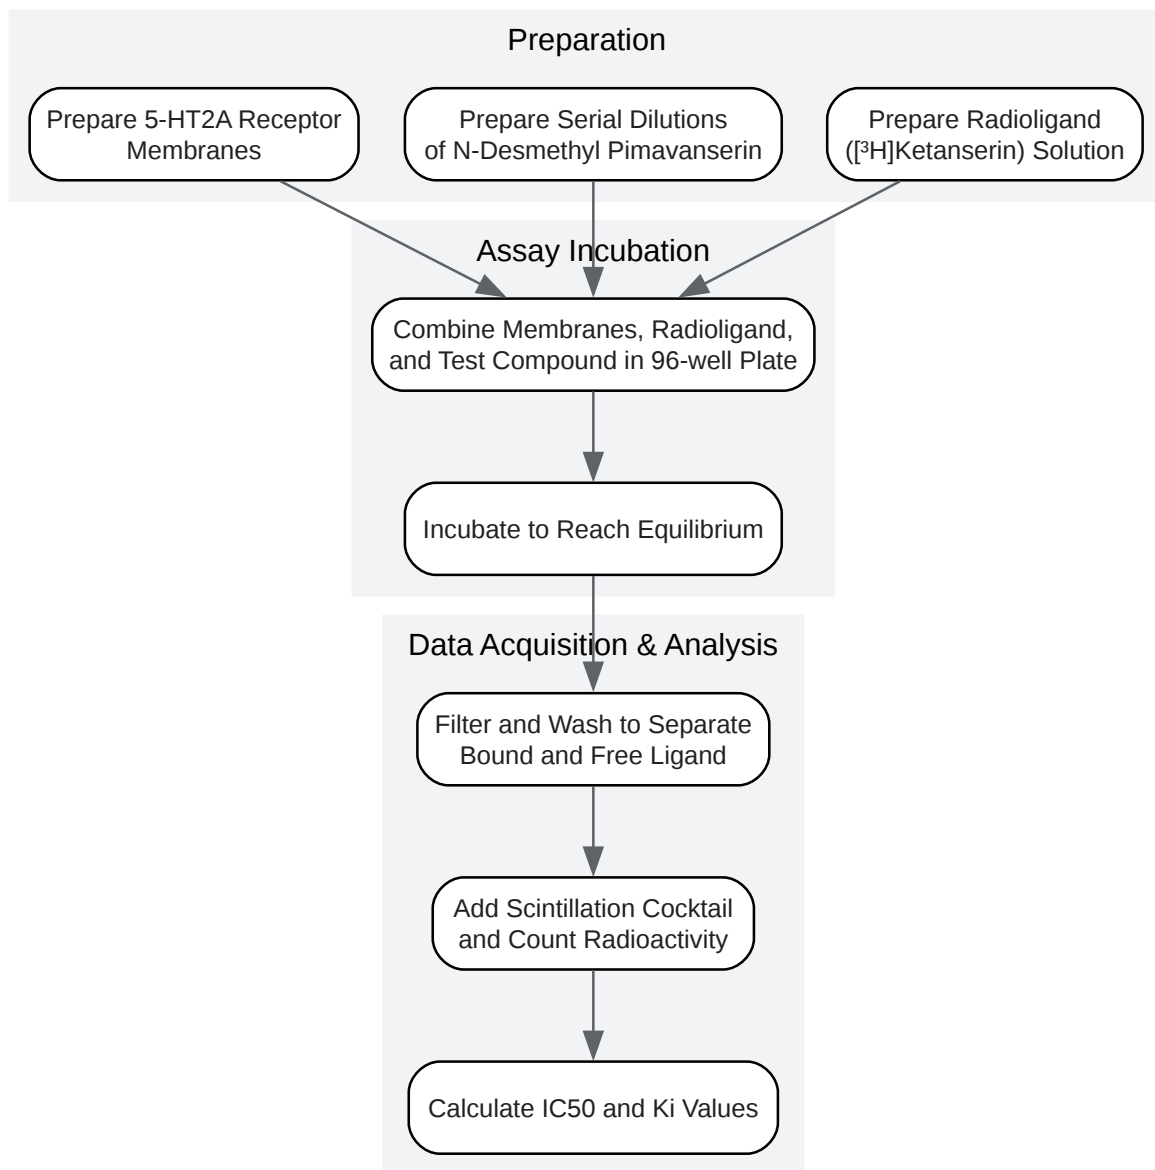 Preparation
Prepare 5-HT2A Receptor
Membranes
Prepare Serial Dilutions
of N-Desmethyl Pimavanserin
Prepare Radioligand
([³H]Ketanserin) Solution
Assay Incubation
Combine Membranes, Radioligand,
and Test Compound in 96-well Plate
Incubate to Reach Equilibrium
Data Acquisition & Analysis
Filter and Wash to Separate
Bound and Free Ligand
Add Scintillation Cocktail
and Count Radioactivity
Calculate IC50 and Ki Values